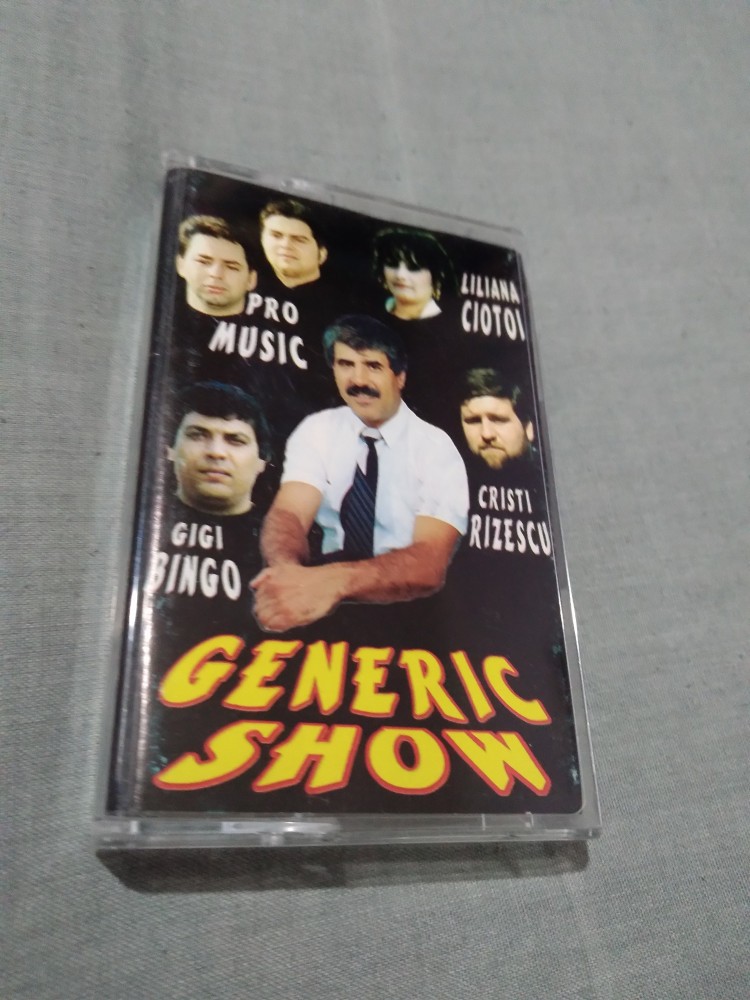 PRO
MUSIC
LILIANA
CIOTOI
GIGI
BINGO
CRISTI
RIZESCU
GENERIC
SHOW